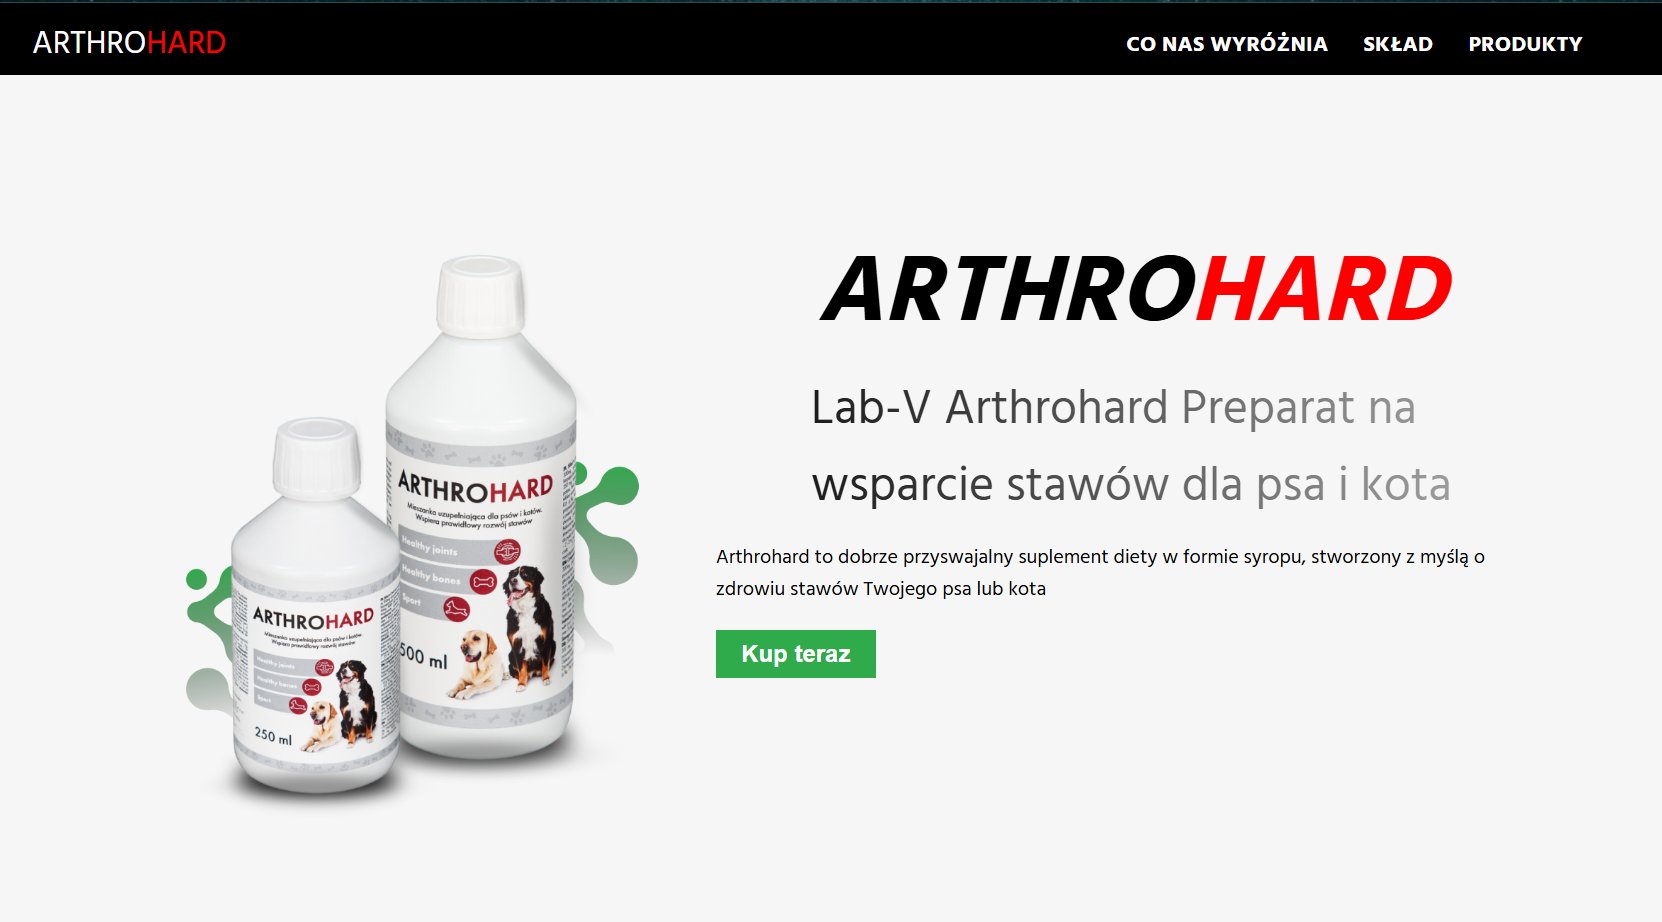 ARTHROHARD
CO NAS WYRÓŻNIA SKŁAD PRODUKTY
ARTHROHARD
Lab-V Arthrohard Preparat na
wsparcie stawów dla psa i kota
Arthrohard to dobrze przyswajalny suplement diety w formie syropu, stworzony z myślą o
zdrowiu stawów Twojego psa lub kota
Kup teraz
ARTHROHARD
Mieszanka uzupełniająca dla psów i kotów.
Wspiera prawidłowy rozwój stawów
Healthy joints
Healthy bones
Sport
500 ml
ARTHROHARD
Mieszanka uzupełniająca dla psów i kotów.
Wspiera prawidłowy rozwój stawów
Healthy joints
Healthy bones
Sport
250 ml